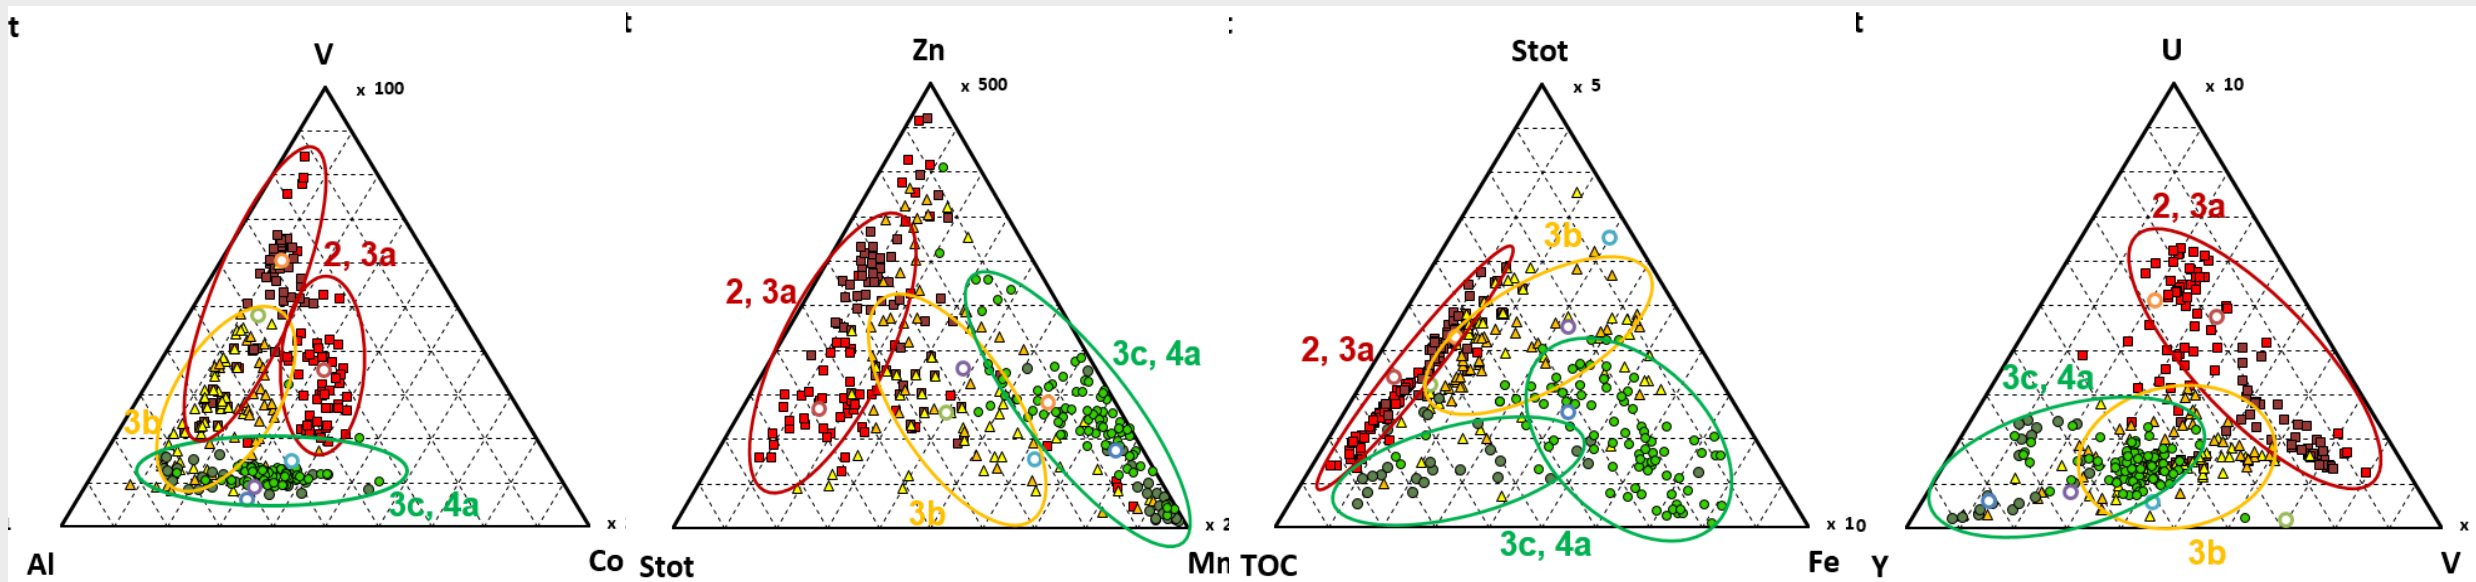 t
V
x 100
2, 3a
3b
3c, 4a
x
Al
Co
t
Zn
x 500
2, 3a
3c, 4a
3b
x 2
Stot
Mn
Stot
x 5
3b
2, 3a
3c, 4a
x 10
TOC
Fe
t
U
x 10
2, 3a
3c, 4a
3b
x
Y
V